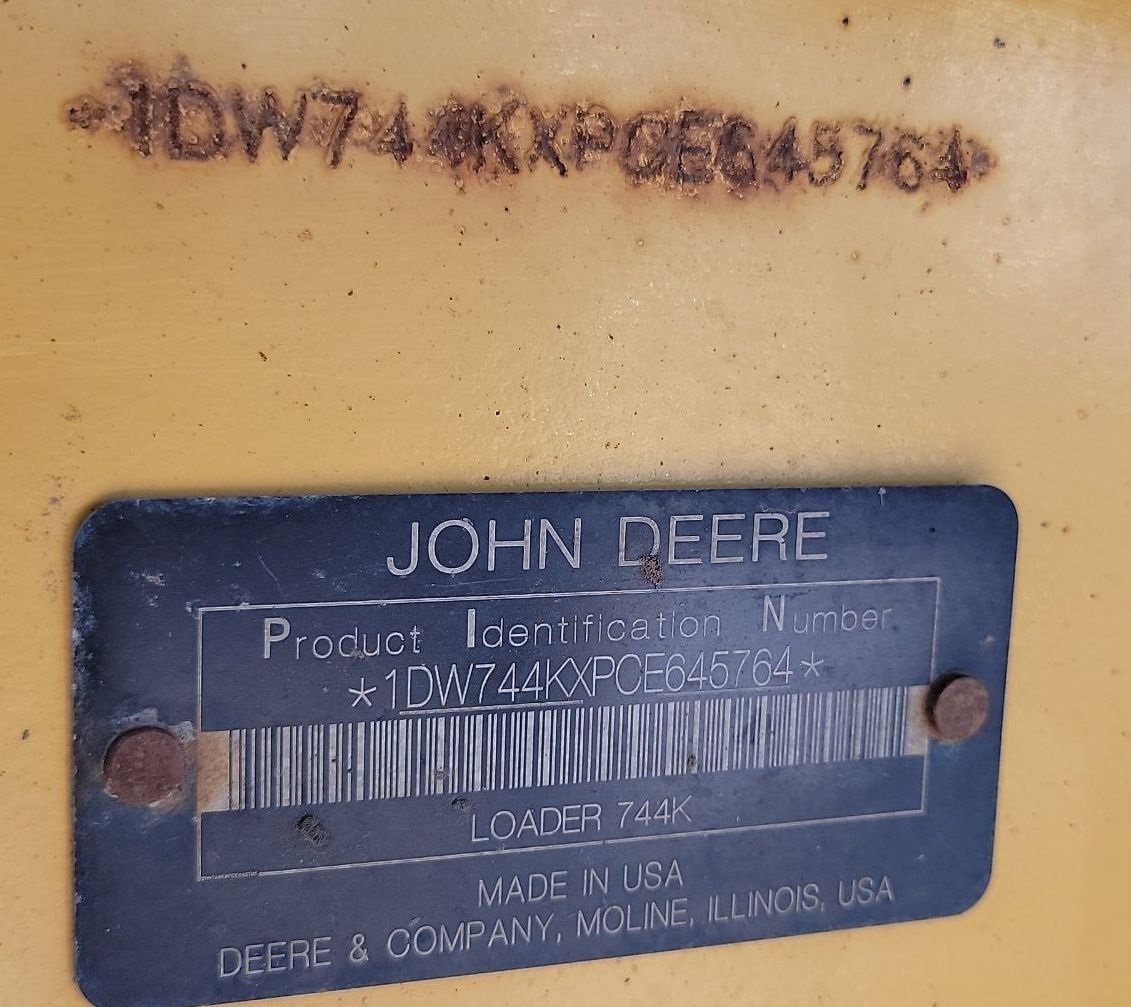 *1DW744KXPCE645764*
JOHN DEERE
Product Identification Number
*1DW744KXPCE645764*
LOADER 744K
MADE IN USA
DEERE & COMPANY, MOLINE, ILLINOIS, USA